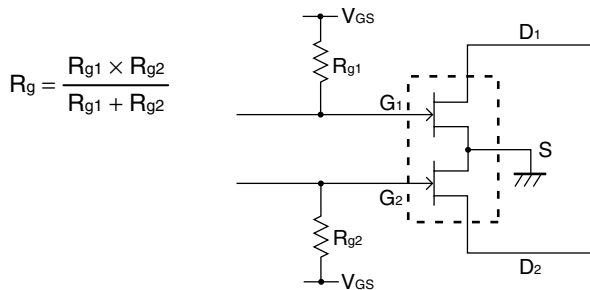 Rg = Rg1 × Rg2 / Rg1 + Rg2
VGS
Rg1
D1
G1
S
G2
Rg2
D2
VGS